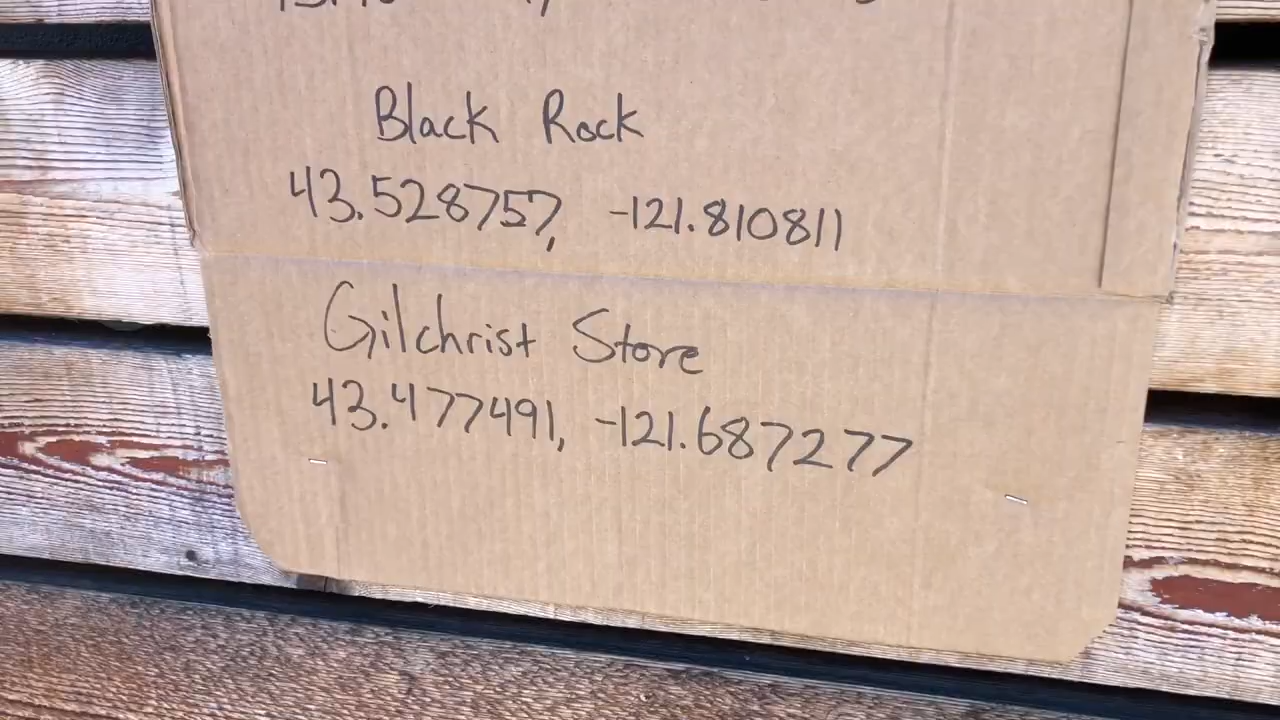 Black Rock
43.528757, -121.810811
Gilchrist Store
43.477491, -121.687277